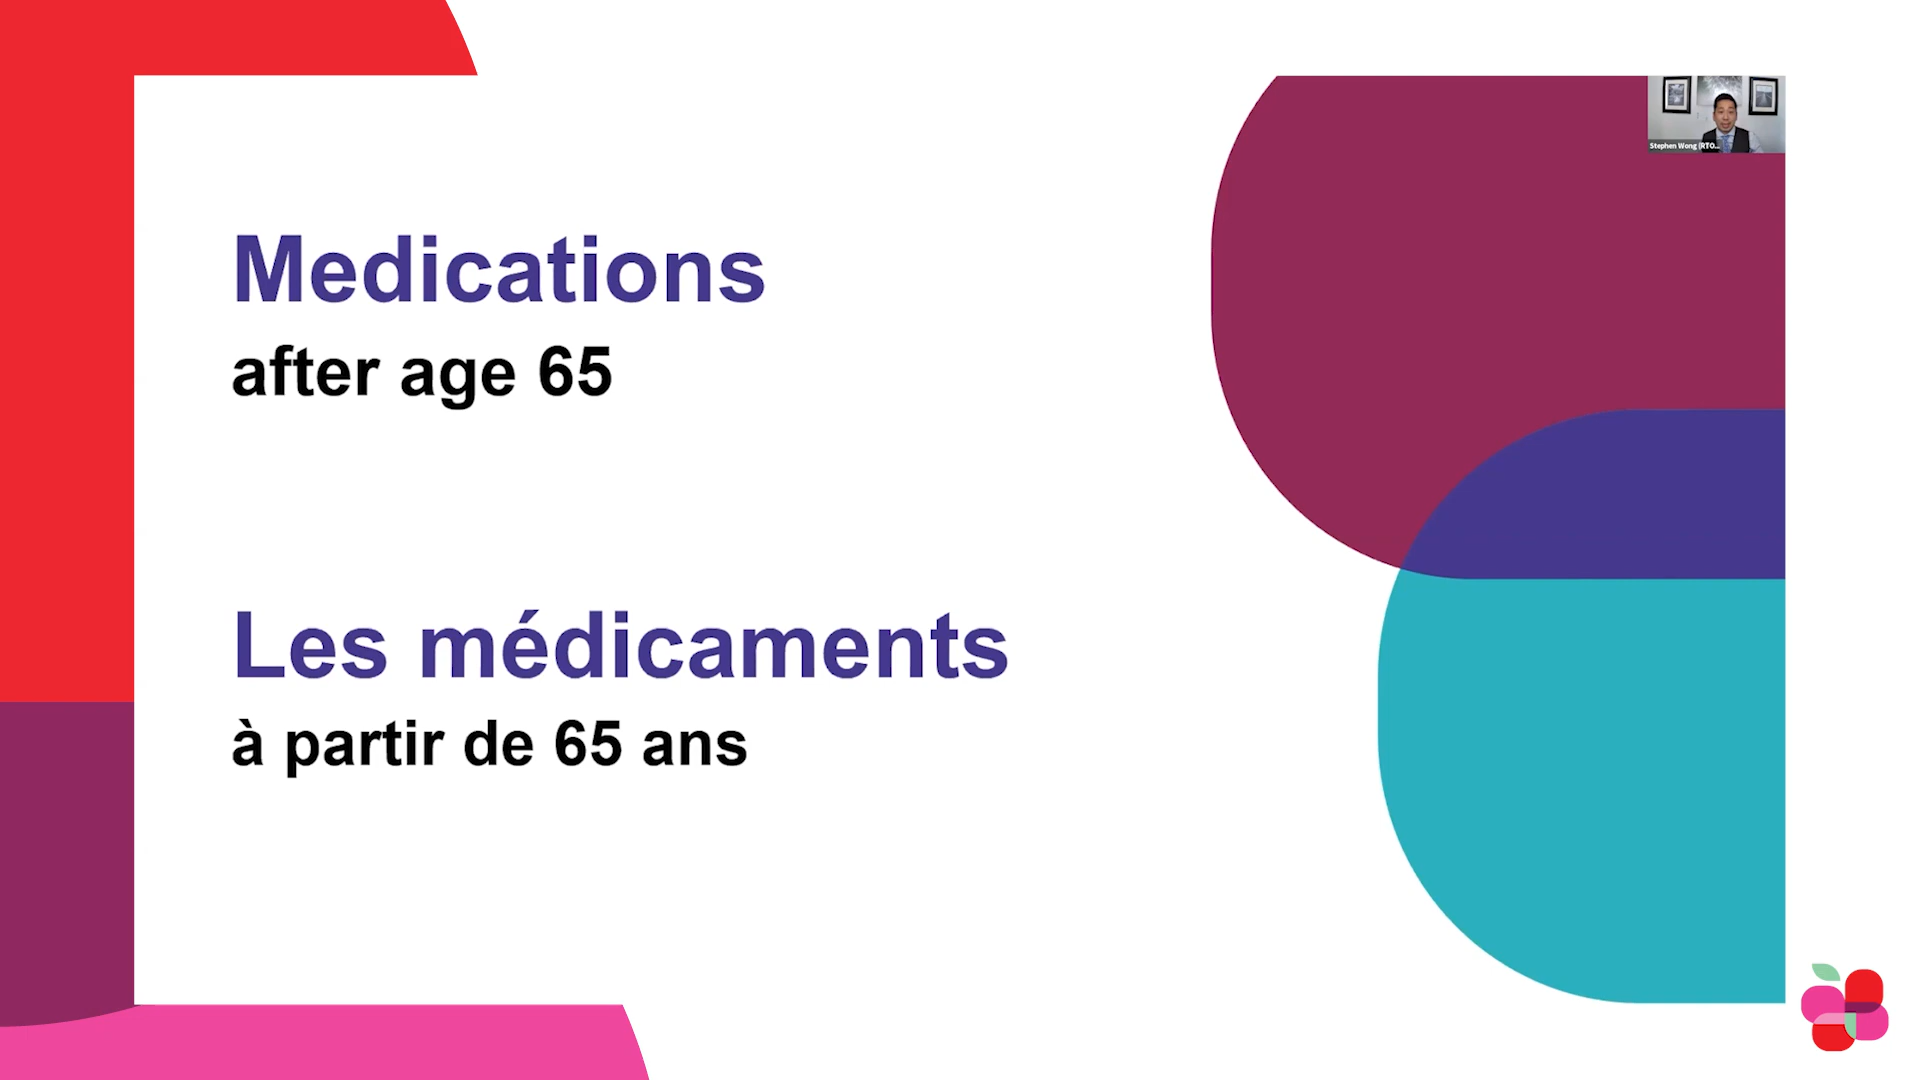 Medications
after age 65
Les médicaments
à partir de 65 ans
Stephen Wong (RTO...